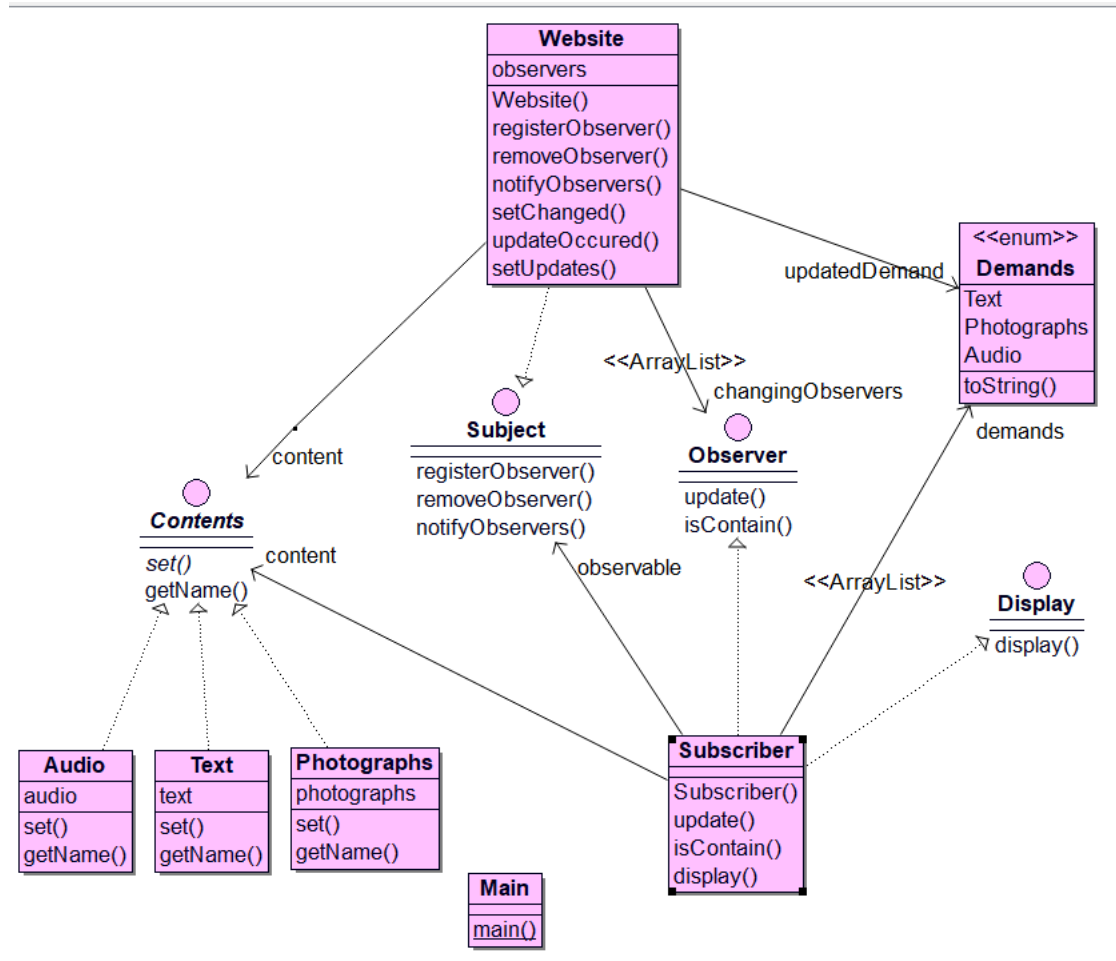 Website
observers
Website()
registerObserver()
removeObserver()
notifyObservers()
setChanged()
updateOccured()
setUpdates()
<<enum>>
Demands
Text
Photographs
Audio
toString()
updatedDemand
<<ArrayList>>
changingObservers
content
demands
Subject
registerObserver()
removeObserver()
notifyObservers()
Observer
update()
isContain()
Contents
set()
getName()
content
observable
<<ArrayList>>
Display
display()
Audio
audio
set()
getName()
Text
text
set()
getName()
Photographs
photographs
set()
getName()
Subscriber
Subscriber()
update()
isContain()
display()
Main
main()